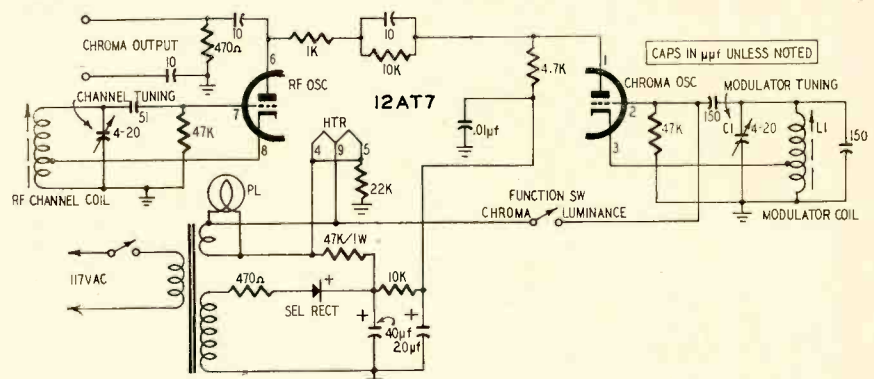 CHROMA OUTPUT
470Ω
10
10
6
1K
10
10K
1
4.7K
CAPS IN µµf UNLESS NOTED
CHANNEL TUNING
RF OSC
12AT7
CHROMA OSC
MODULATOR TUNING
51
4-20
47K
7
8
HTR
4
9
5
22K
.01µf
2
3
47K
150
C1
4-20
L1
150
RF CHANNEL COIL
PL
FUNCTION SW
CHROMA
LUMINANCE
MODULATOR COIL
47K/1W
117VAC
470Ω
+
SEL RECT
10K
+
+
40µf
20µf